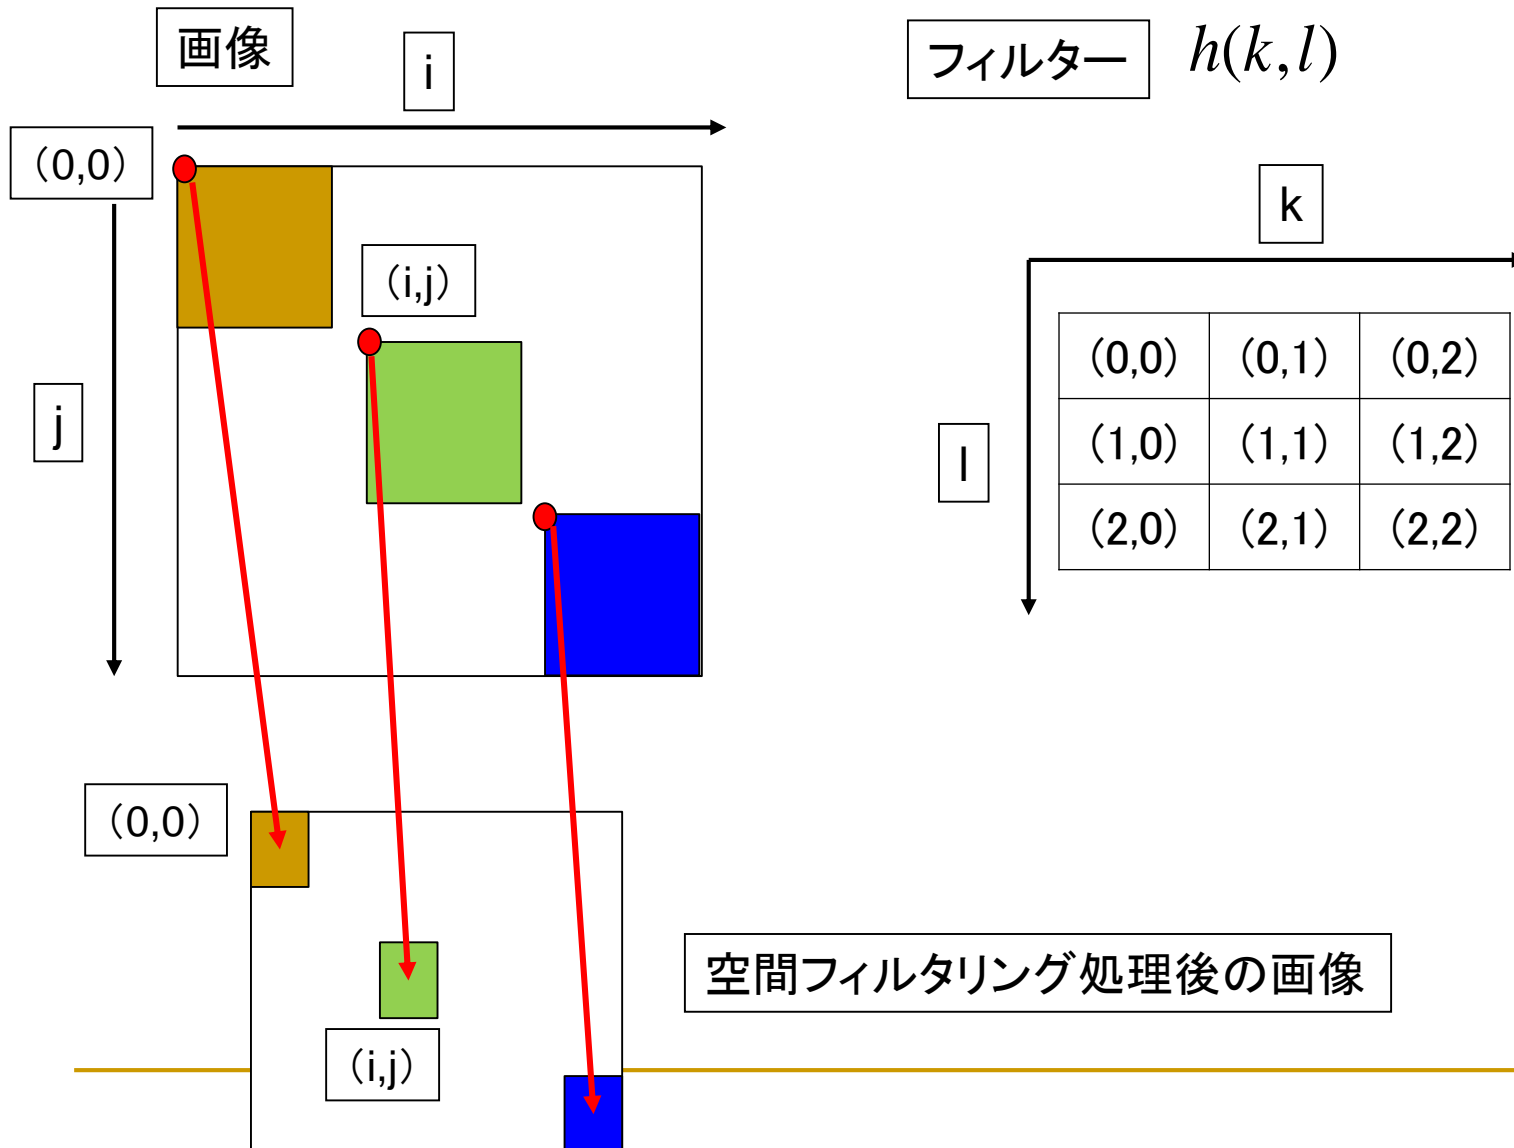 画像
i
フィルター h(k,l)
(0,0)
k
(i,j)
j
l
(0,0) (0,1) (0,2)
(1,0) (1,1) (1,2)
(2,0) (2,1) (2,2)
(0,0)
空間フィルタリング処理後の画像
(i,j)